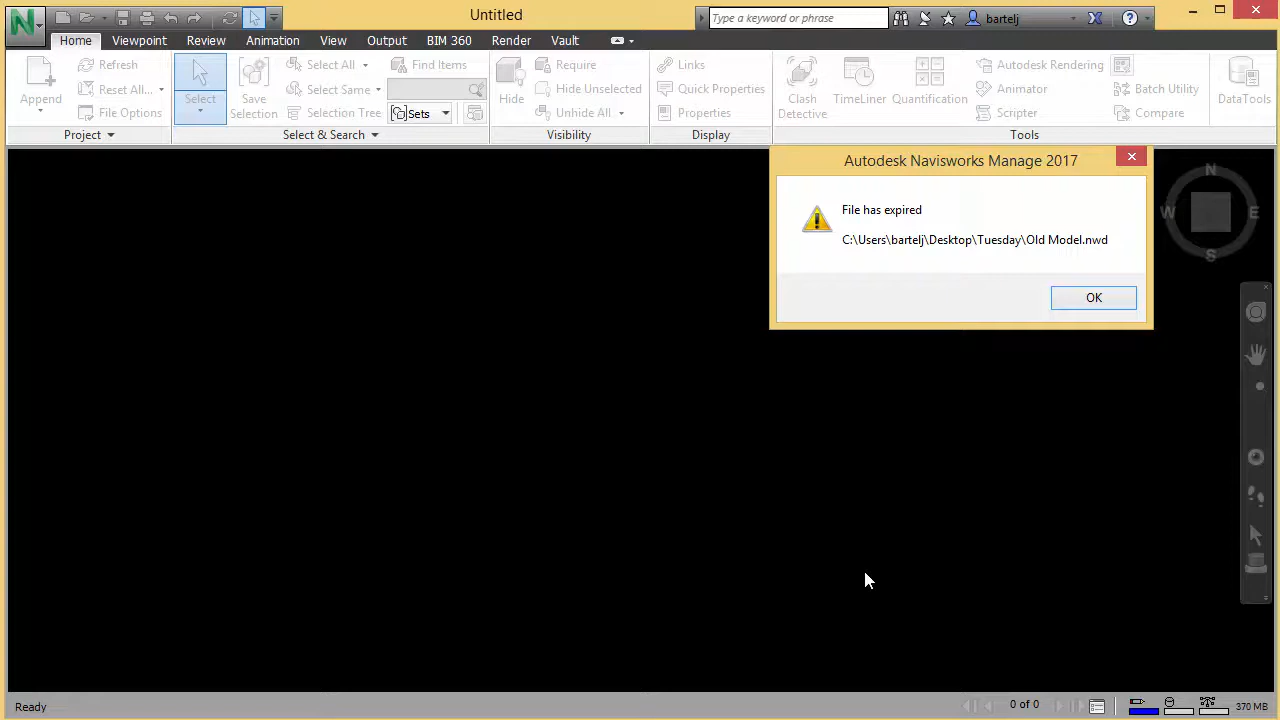 Untitled
Type a keyword or phrase
bartelj
Home Viewpoint Review Animation View Output BIM 360 Render Vault
Append
Refresh
Reset All...
File Options
Project
Select
Save Selection
Select All
Select Same
Selection Tree
Find Items
Sets
Select & Search
Hide
Require
Hide Unselected
Unhide All
Visibility
Links
Quick Properties
Properties
Display
Clash Detective
TimeLiner
Quantification
Autodesk Rendering
Animator
Scripter
Batch Utility
Compare
DataTools
Tools
Autodesk Navisworks Manage 2017
File has expired
C:\Users\bartelj\Desktop\Tuesday\Old Model.nwd
OK
N
W E
S
Ready
0 of 0
370 MB